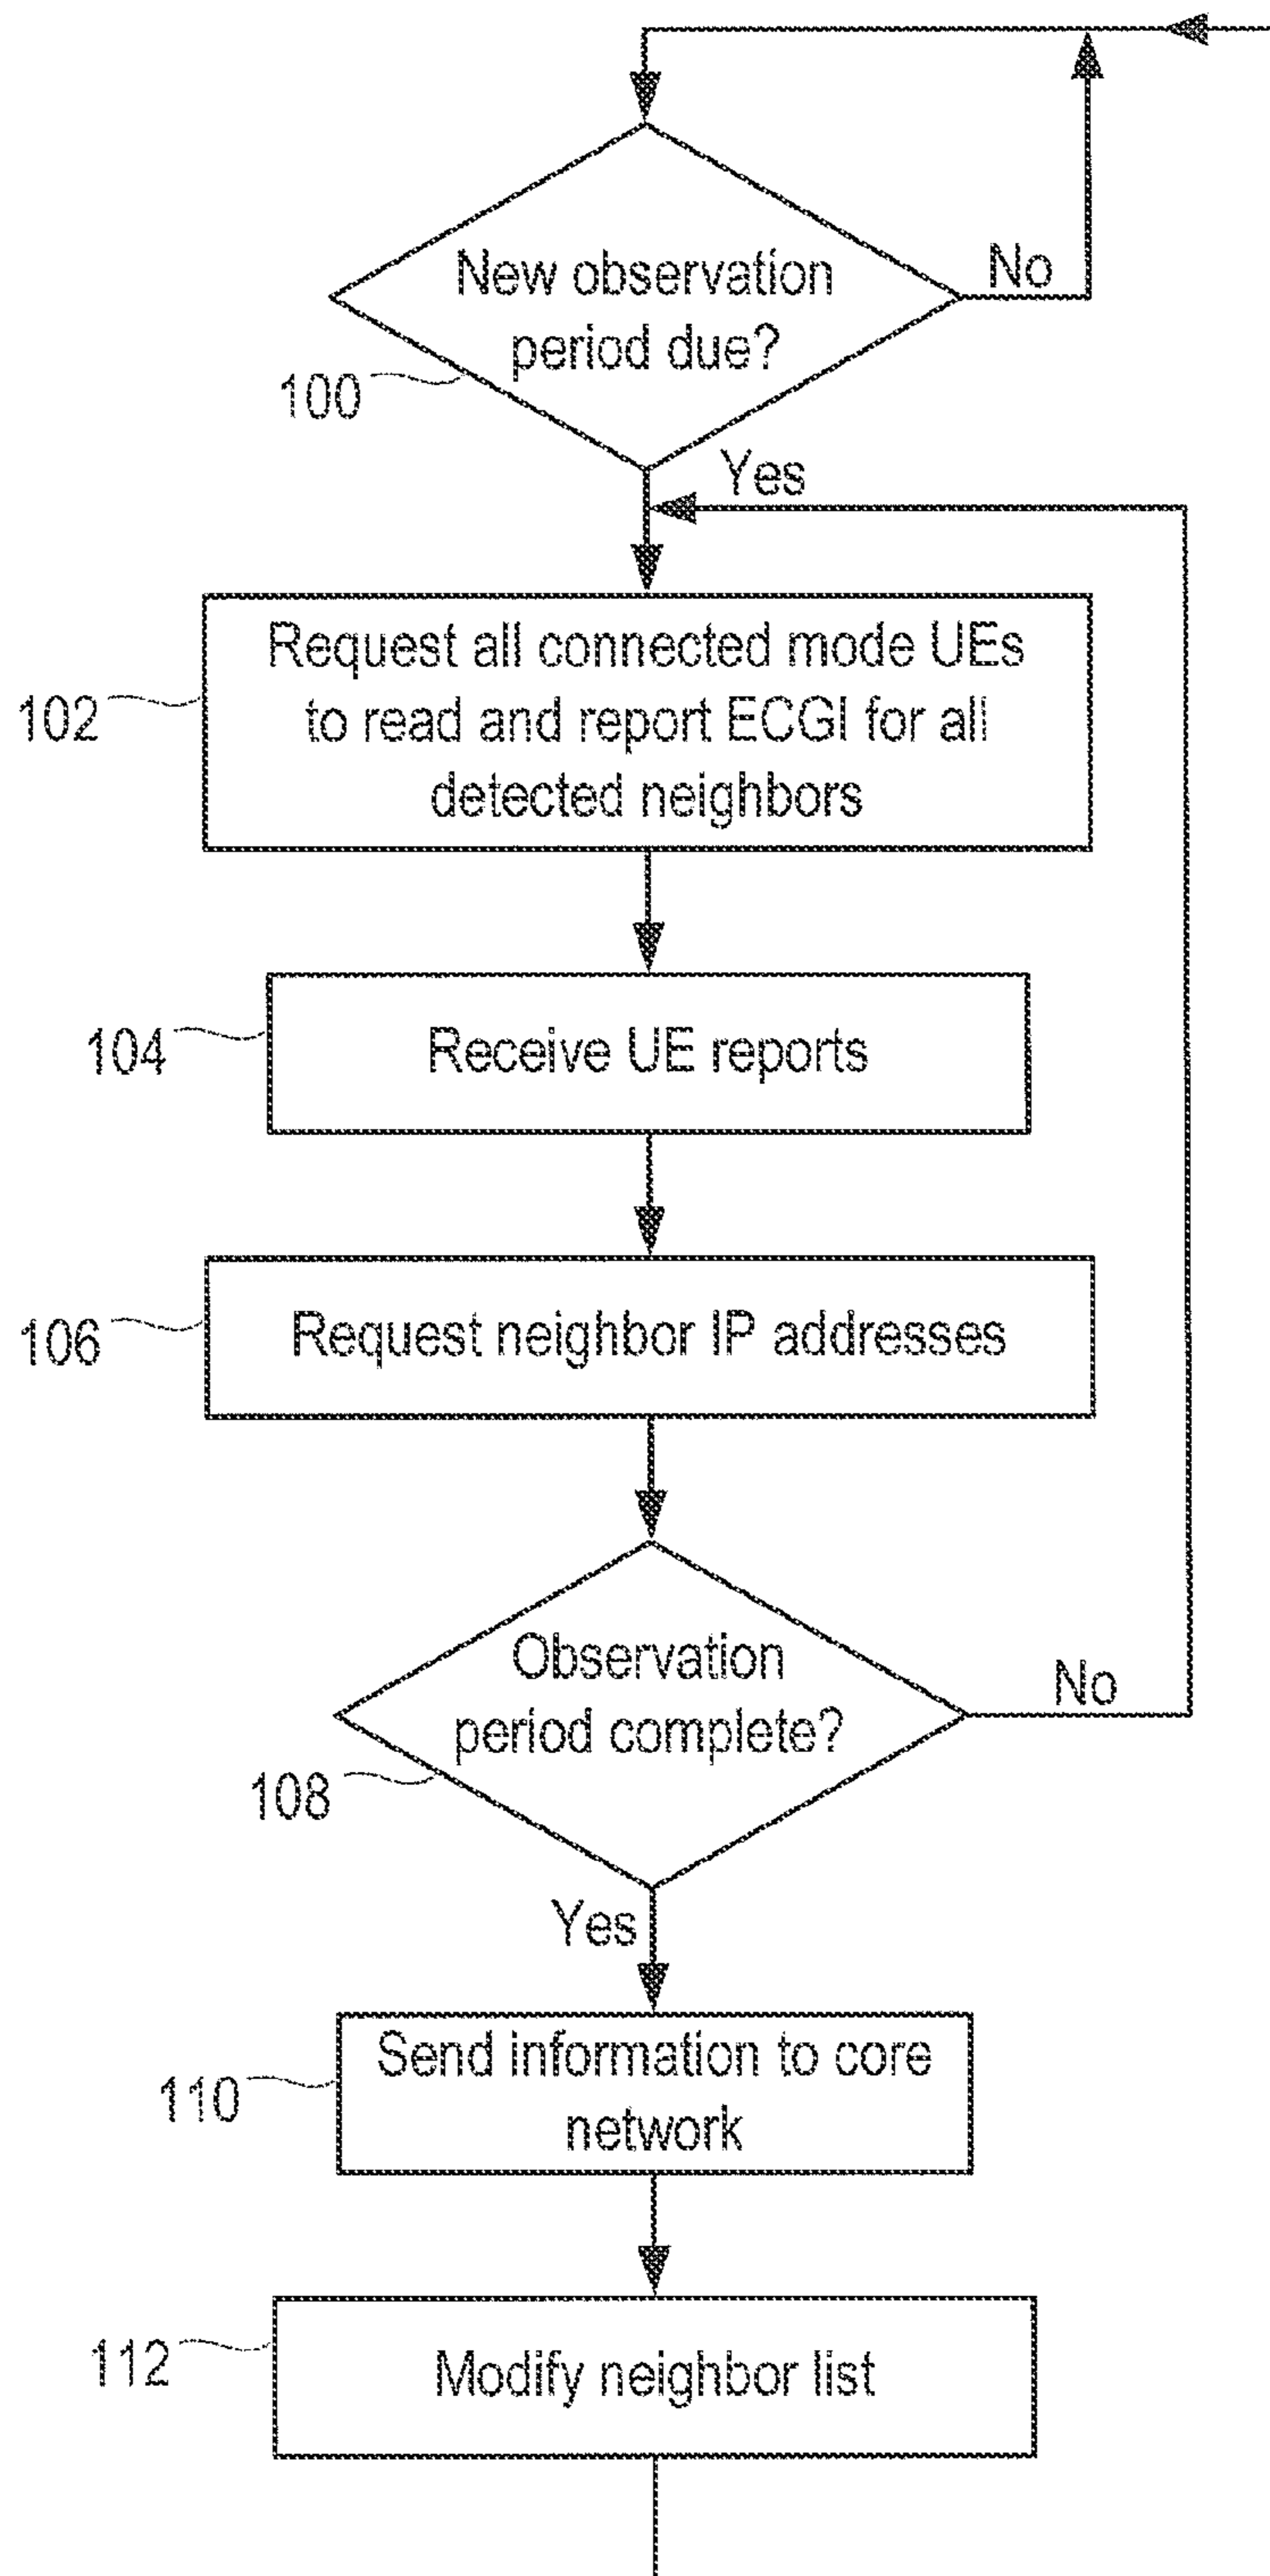 New observation
period due?
No
100
Yes
Request all connected mode UEs
to read and report ECGI for all
detected neighbors
102
Receive UE reports
104
Request neighbor IP addresses
106
Observation
period complete?
No
108
Yes
Send information to core
network
110
Modify neighbor list
112